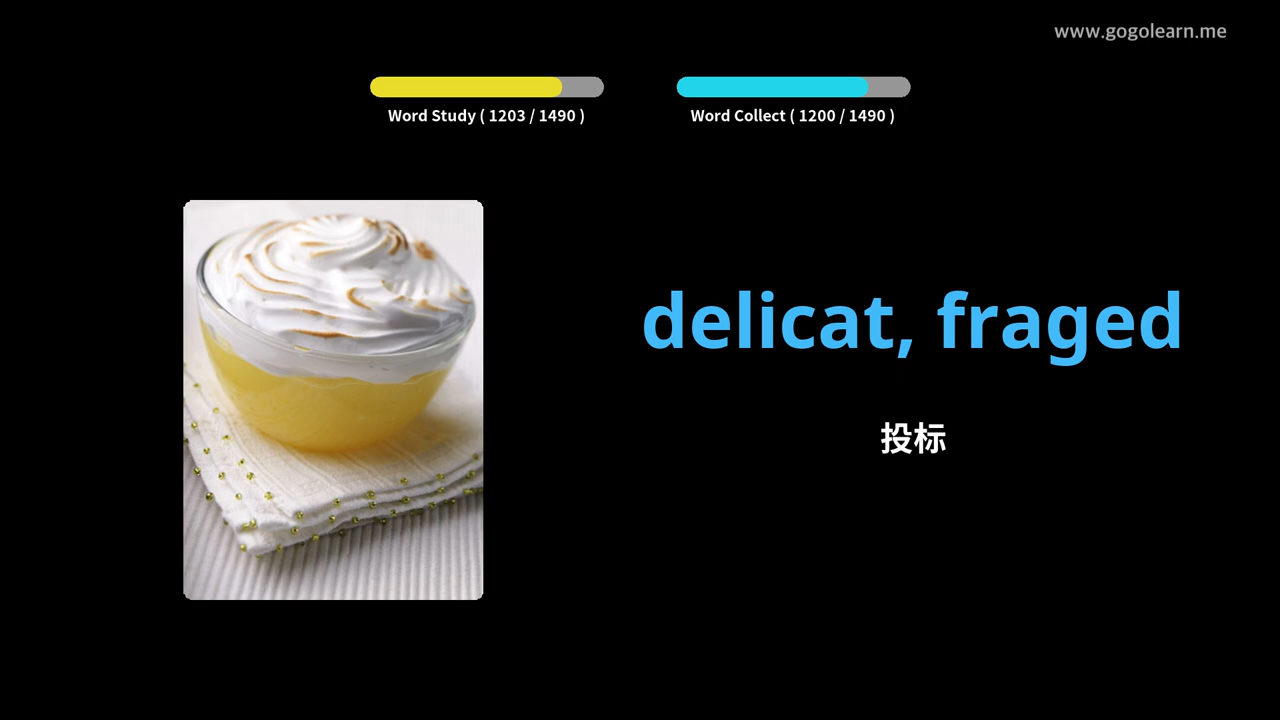 www.gogolearn.me
Word Study ( 1203 / 1490 )
Word Collect ( 1200 / 1490 )
delicat, fraged
投标